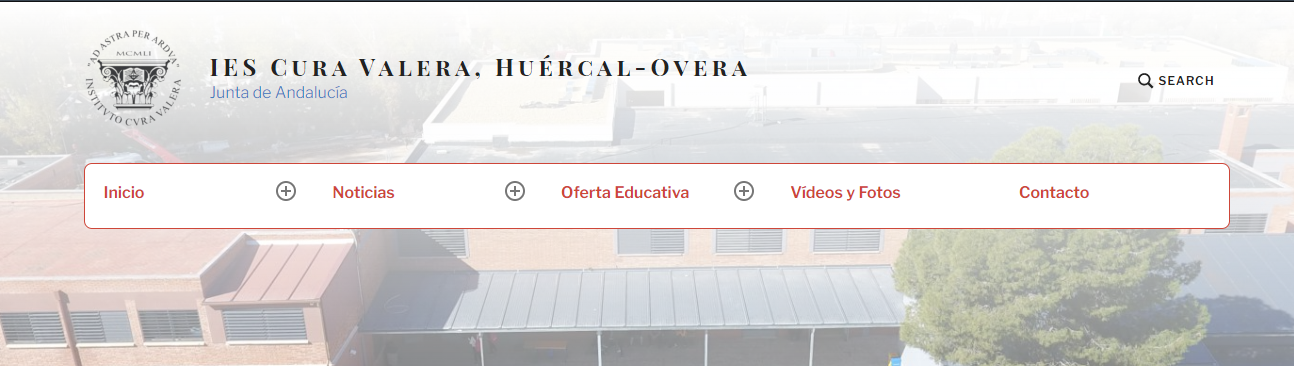 "AD ASTRA PER ARDVA"
MCMLI
INSTITVTO CVRA VALERA
IES Cura Valera, Huércal-Overa
Junta de Andalucía
SEARCH
Inicio
Noticias
Oferta Educativa
Vídeos y Fotos
Contacto